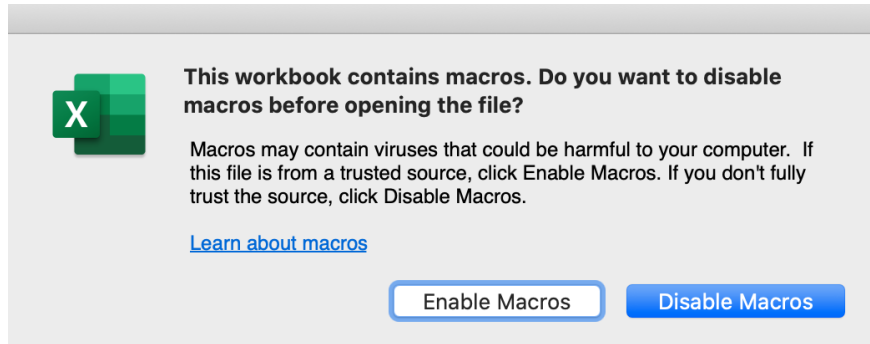 X
This workbook contains macros. Do you want to disable
macros before opening the file?
Macros may contain viruses that could be harmful to your computer.  If
this file is from a trusted source, click Enable Macros. If you don't fully
trust the source, click Disable Macros.
Learn about macros
Enable Macros
Disable Macros